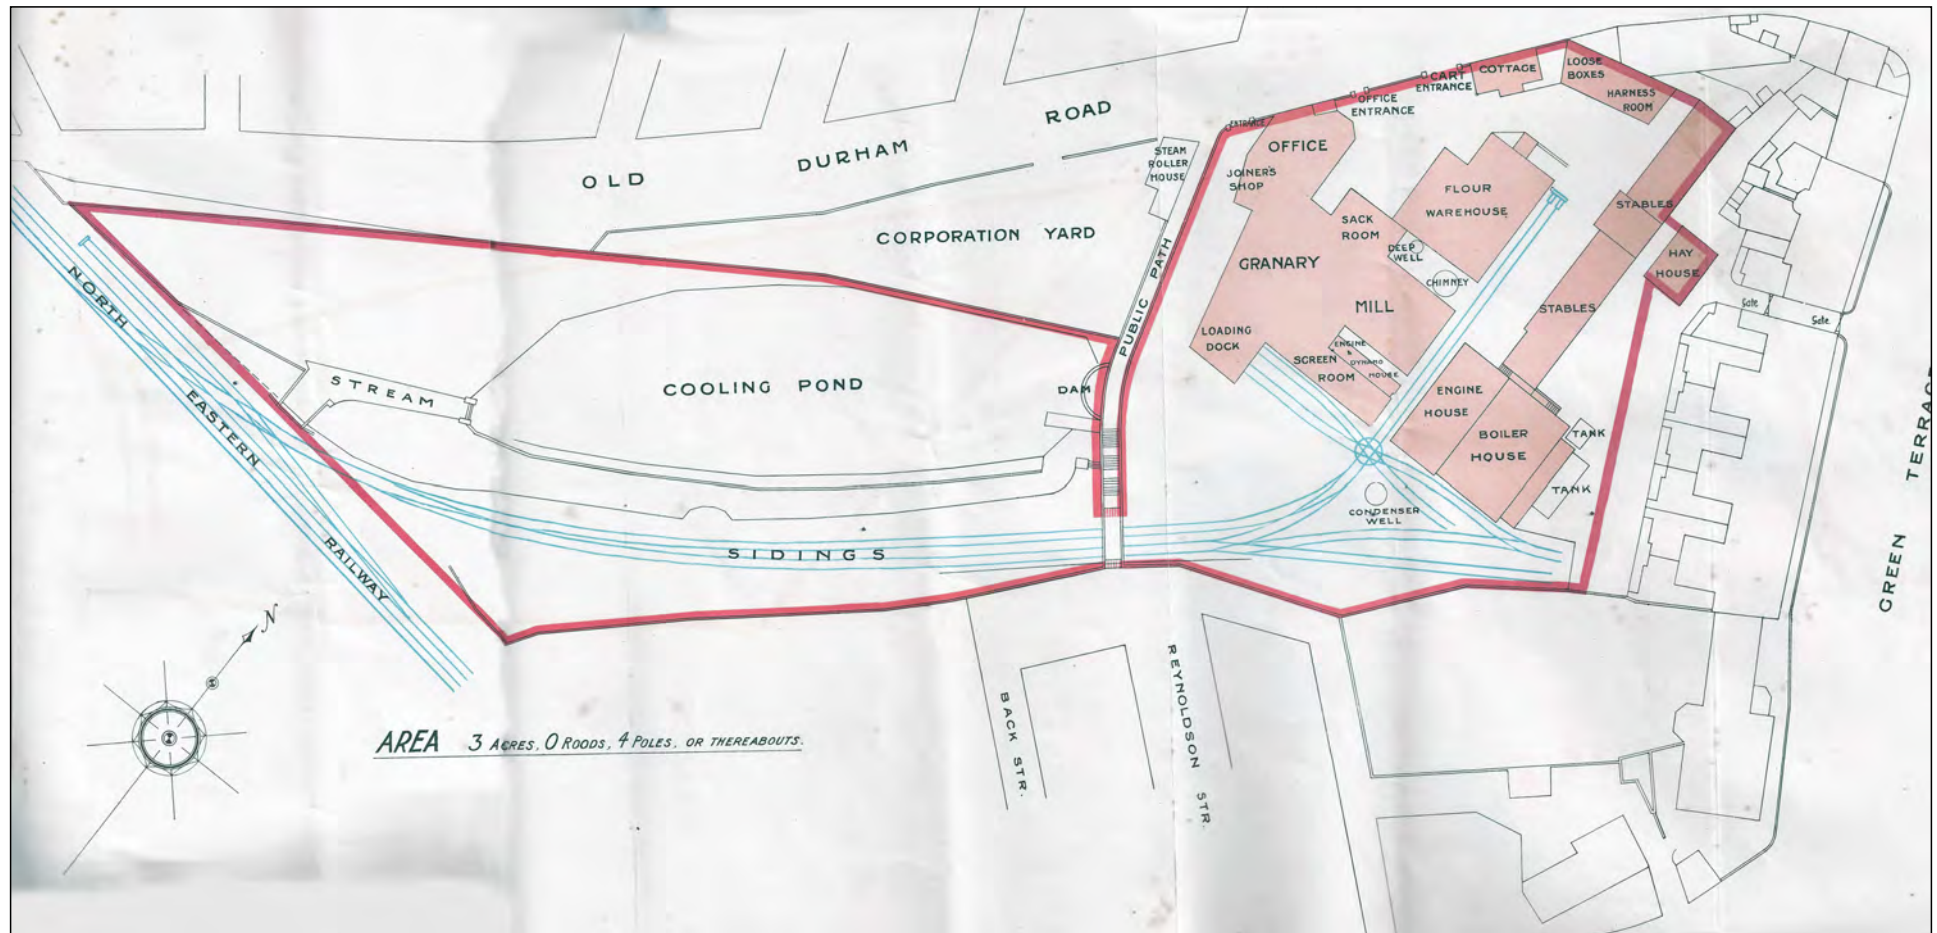 OLD DURHAM ROAD
CORPORATION YARD
STEAM
ROLLER
HOUSE
PUBLIC PATH
ENTRANCE
OFFICE
ENTRANCE
CART
ENTRANCE
COTTAGE
LOOSE
BOXES
HARNESS
ROOM
OFFICE
JOINER'S
SHOP
FLOUR
WAREHOUSE
SACK
ROOM
DEEP
WELL
CHIMNEY
STABLES
HAY
HOUSE
STABLES
GRANARY
MILL
LOADING
DOCK
SCREEN
ROOM
ENGINE
&
DYNAMO
HOUSE
ENGINE
HOUSE
BOILER
HOUSE
TANK
TANK
CONDENSER
WELL
Gate
Gate
GREEN TERRACE
NORTH EASTERN RAILWAY
STREAM
COOLING POND
DAM
SIDINGS
BACK STR.
REYNOLDSON STR.
N
AREA 3 ACRES, 0 ROODS, 4 POLES, OR THEREABOUTS.